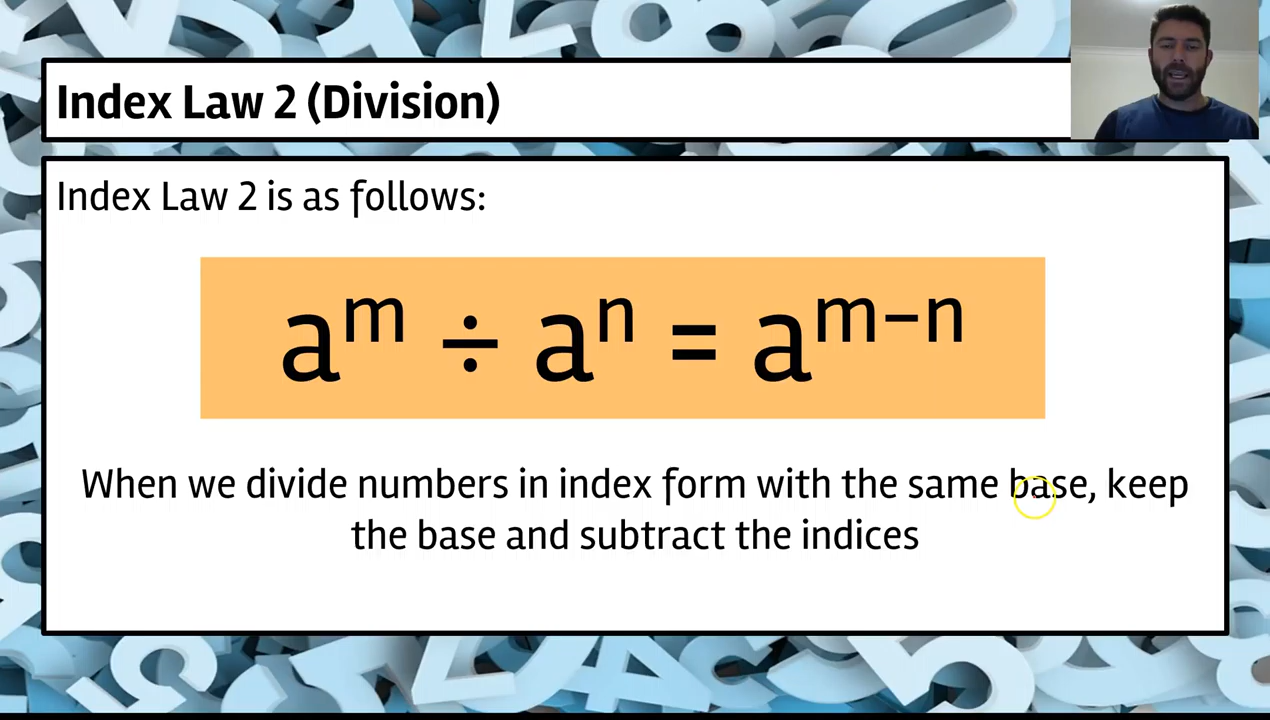 Index Law 2 (Division)
Index Law 2 is as follows:
aᵐ ÷ aⁿ = aᵐ⁻ⁿ
When we divide numbers in index form with the same base, keep
the base and subtract the indices